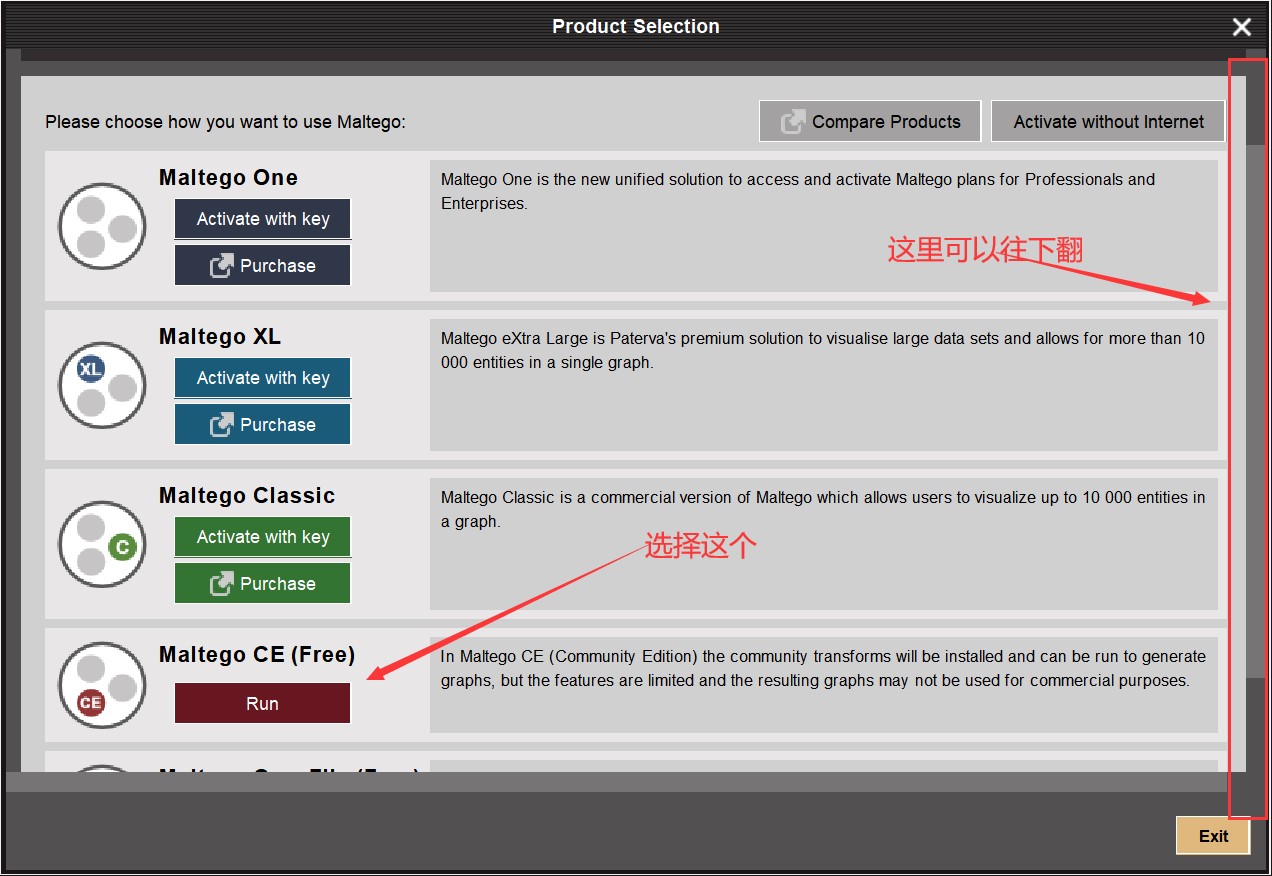 Product Selection
Please choose how you want to use Maltego:
Compare Products
Activate without Internet
Maltego One
Activate with key
Purchase
Maltego One is the new unified solution to access and activate Maltego plans for Professionals and
Enterprises.
这里可以往下翻
Maltego XL
XL
Activate with key
Purchase
Maltego eXtra Large is Paterva's premium solution to visualise large data sets and allows for more than 10
000 entities in a single graph.
Maltego Classic
C
Activate with key
Purchase
Maltego Classic is a commercial version of Maltego which allows users to visualize up to 10 000 entities in
a graph.
选择这个
Maltego CE (Free)
CE
Run
In Maltego CE (Community Edition) the community transforms will be installed and can be run to generate
graphs, but the features are limited and the resulting graphs may not be used for commercial purposes.
Exit